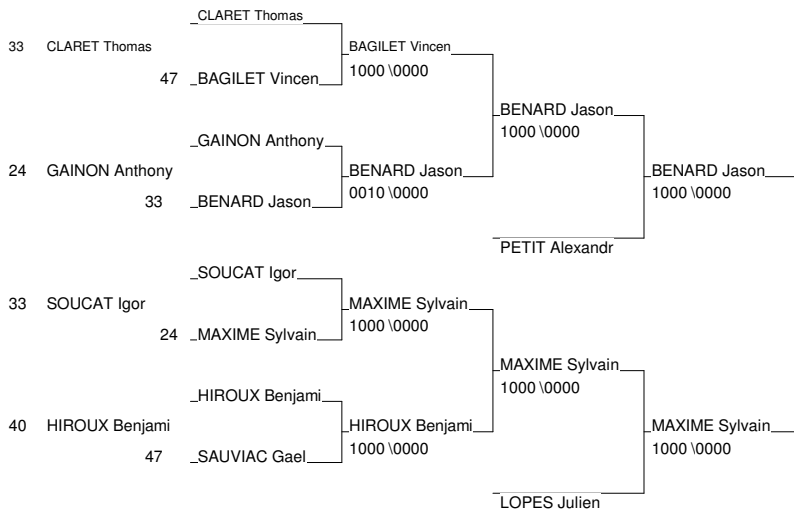 CLARET Thomas
33 CLARET Thomas BAGILET Vincen
47 BAGILET Vincen 1000 \0000
BENARD Jason
1000 \0000
GAINON Anthony
24 GAINON Anthony BENARD Jason BENARD Jason
0010 \0000 1000 \0000
33 BENARD Jason
PETIT Alexandr
SOUCAT Igor
33 SOUCAT Igor MAXIME Sylvain
1000 \0000
24 MAXIME Sylvain
MAXIME Sylvain
1000 \0000
HIROUX Benjami
40 HIROUX Benjami HIROUX Benjami MAXIME Sylvain
1000 \0000 1000 \0000
47 SAUVIAC Gael
LOPES Julien